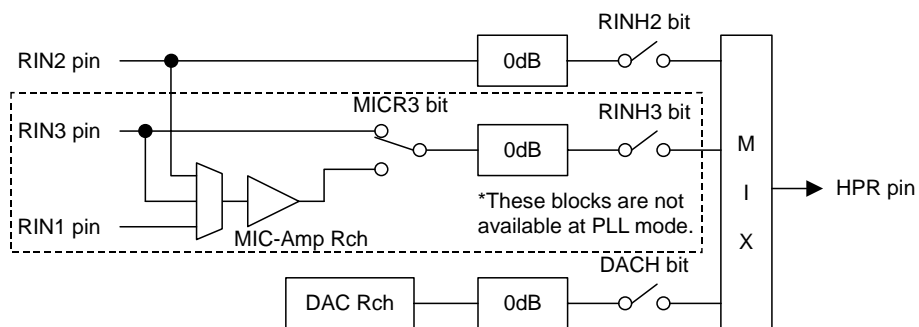 RINH2 bit
RIN2 pin
0dB
MICR3 bit
RINH3 bit
RIN3 pin
0dB
M
I
X
HPR pin
*These blocks are not
available at PLL mode.
RIN1 pin
MIC-Amp Rch
DACH bit
DAC Rch
0dB